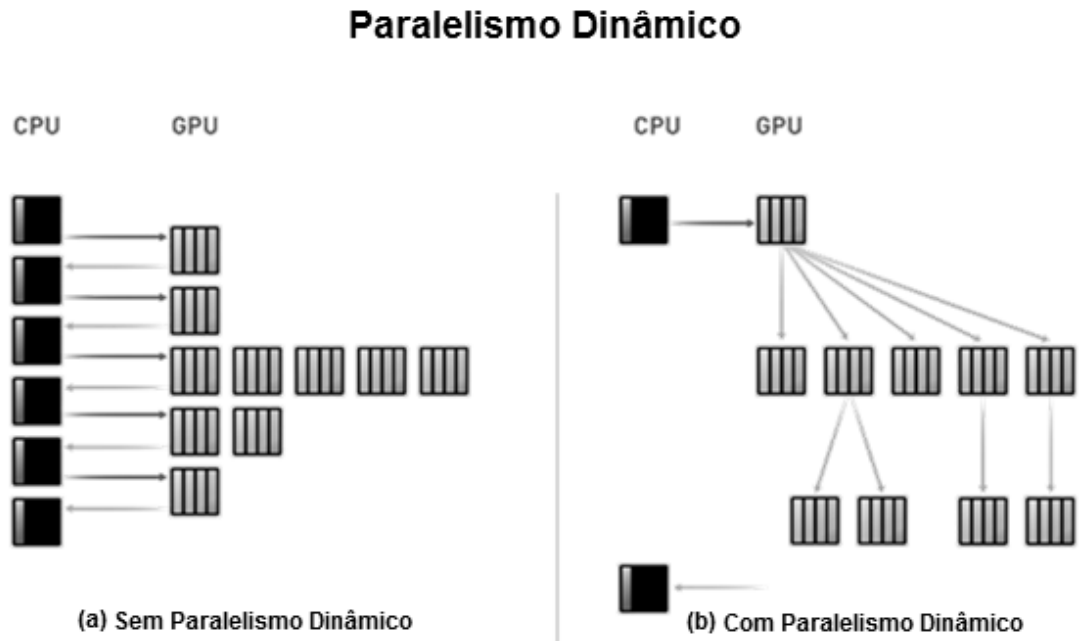 Paralelismo Dinâmico
CPU GPU
CPU GPU
(a) Sem Paralelismo Dinâmico
(b) Com Paralelismo Dinâmico